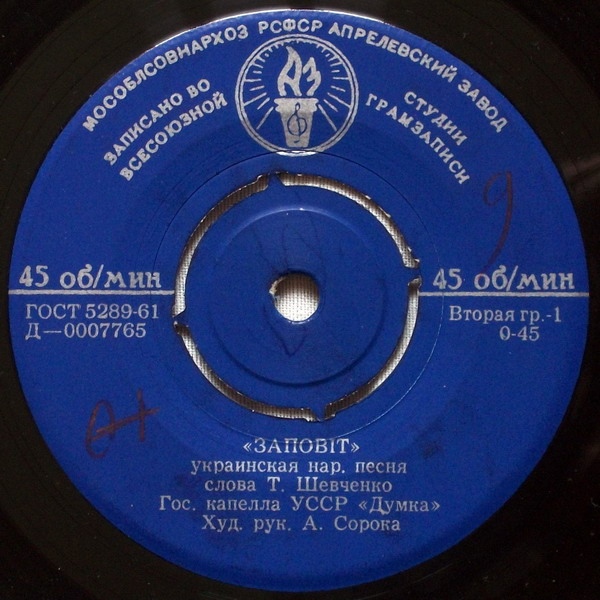 МОСОБЛСОВНАРХОЗ РСФСР АПРЕЛЕВСКИЙ ЗАВОД
АЗ
ЗАПИСАНО ВО
ВСЕСОЮЗНОЙ
СТУДИИ
ГРАМЗАПИСИ
9
45 об/мин
45 об/мин
ГОСТ 5289-61
Д—0007765
Вторая гр.-1
0-45
«ЗАПОВІТ»
украинская нар. песня
слова Т. Шевченко
Гос. капелла УССР «Думка»
Худ. рук. А. Сорока